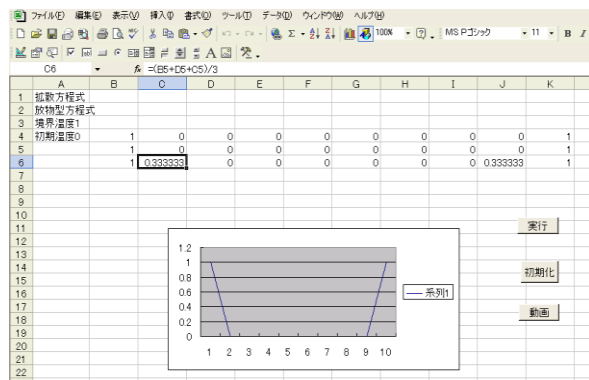 ファイル(F) 編集(E) 表示(V) 挿入(I) 書式(O) ツール(T) データ(D) ウィンドウ(W) ヘルプ(H)
100% MS Pゴシック 11 B I
C6 fx =(B5+D5+C5)/3
A B C D E F G H I J K
1 拡散方程式
2 放物型方程式
3 境界温度1
4 初期温度0 1 0 0 0 0 0 0 0 0 1
5 1 0 0 0 0 0 0 0 0 1
6 1 0.333333 0 0 0 0 0 0 0.333333 1
7
8
9
10
11 実行
12
13
14 初期化
15
16
17 動画
18
19
20
21
22
1.2
1
0.8
0.6
0.4
0.2
0
1 2 3 4 5 6 7 8 9 10
系列1